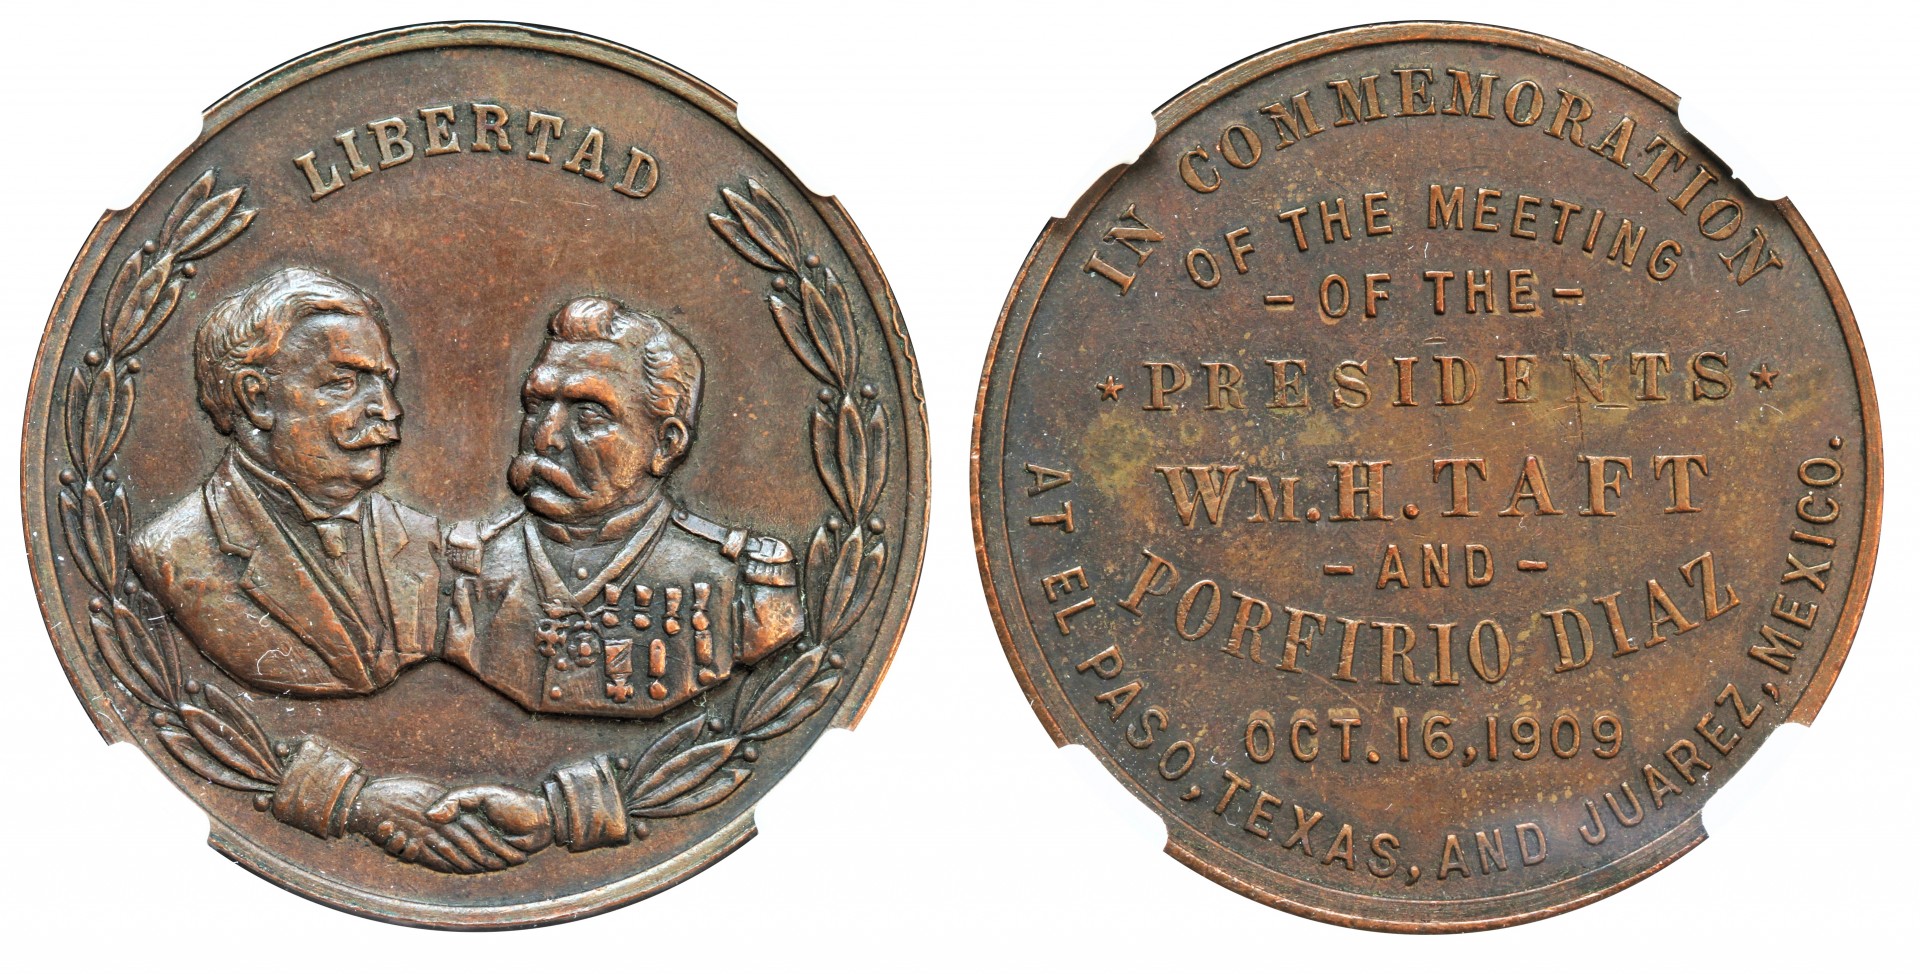 LIBERTAD
IN COMMEMORATION
OF THE MEETING
- OF THE -
* PRESIDENTS *
WM. H. TAFT
- AND -
PORFIRIO DIAZ
OCT. 16, 1909
AT EL PASO, TEXAS, AND JUAREZ, MEXICO.